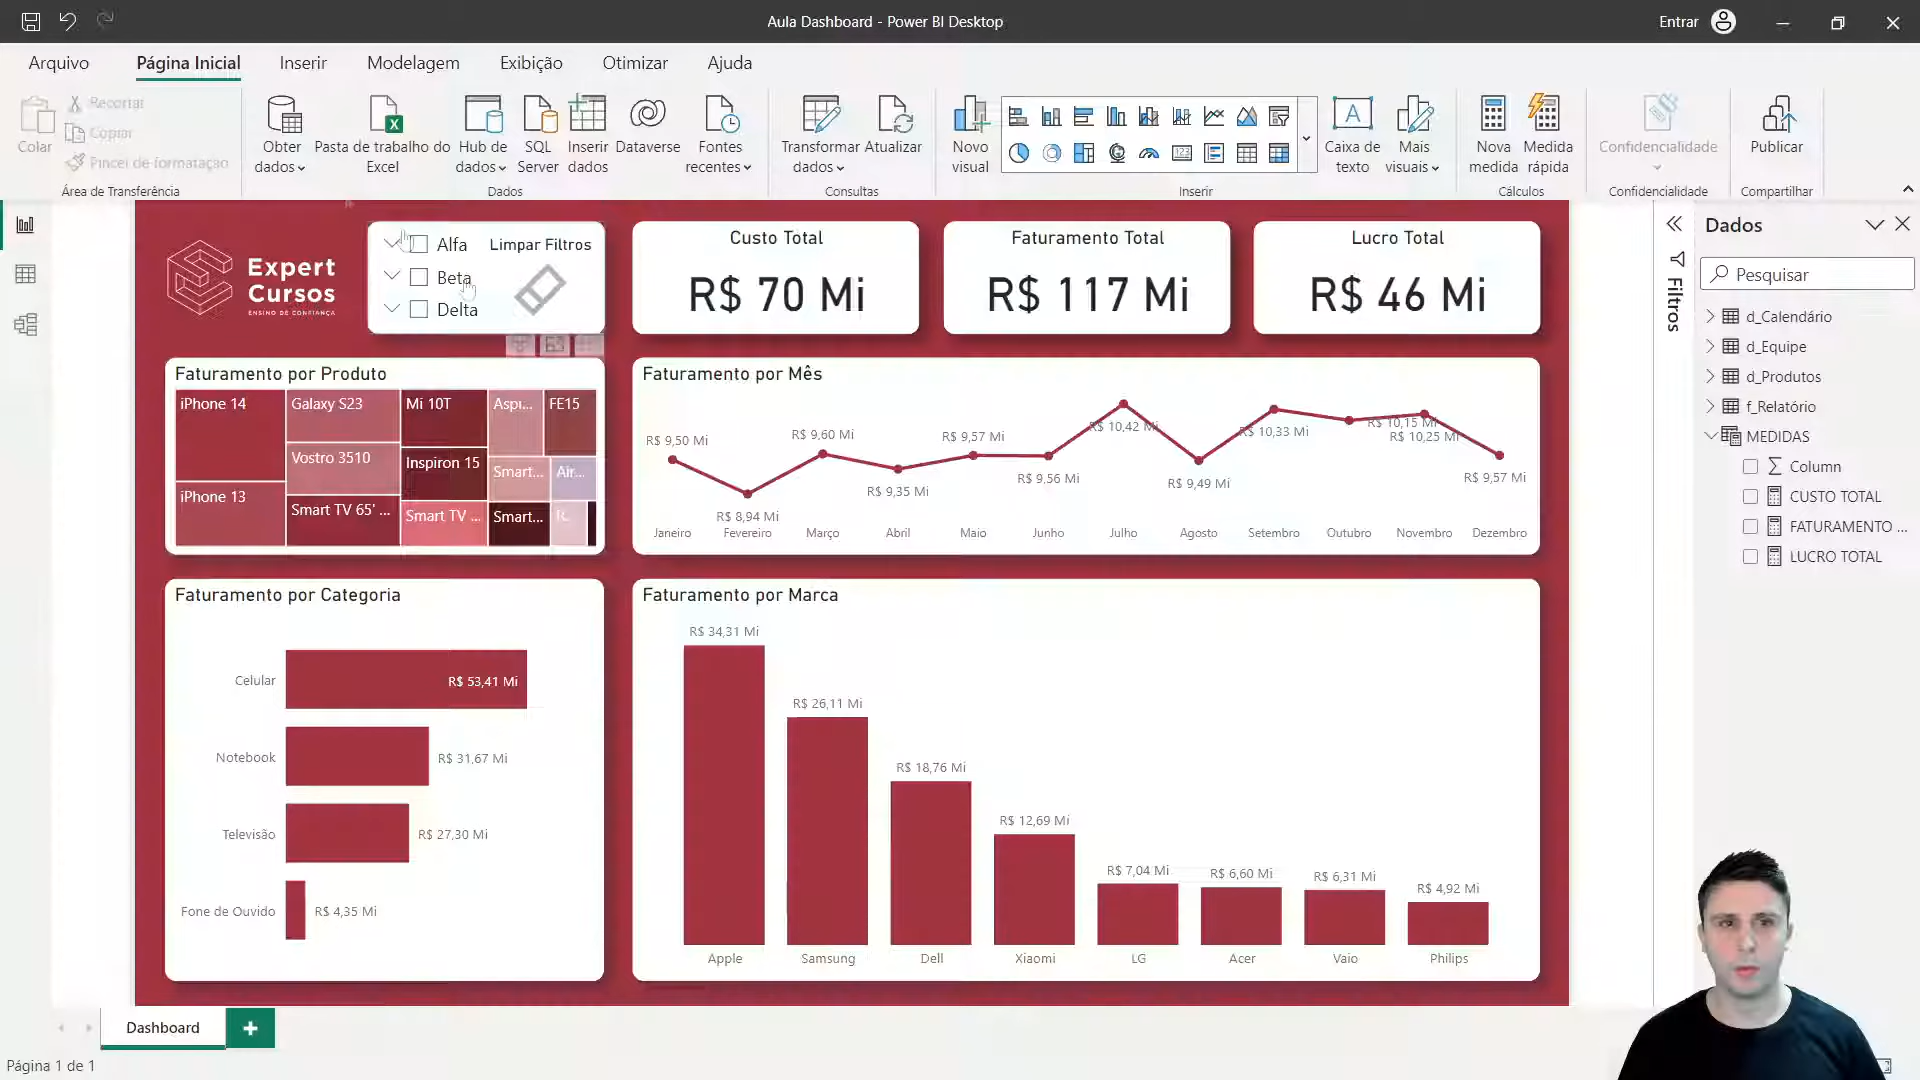 Aula Dashboard - Power BI Desktop
Entrar
Arquivo
Página Inicial
Inserir
Modelagem
Exibição
Otimizar
Ajuda
Colar
Recortar
Copiar
Pincel de formatação
Área de Transferência
Obter dados
Pasta de trabalho do Excel
Hub de dados
SQL Server
Inserir dados
Dataverse
Fontes recentes
Dados
Transformar dados
Atualizar
Consultas
Novo visual
Caixa de texto
Mais visuais
Inserir
Nova medida
Medida rápida
Cálculos
Confidencialidade
Confidencialidade
Publicar
Compartilhar
Expert
Cursos
ENSINO DE CONFIANÇA
Alfa
Beta
Delta
Limpar Filtros
Custo Total
R$ 70 Mi
Faturamento Total
R$ 117 Mi
Lucro Total
R$ 46 Mi
Faturamento por Produto
iPhone 14
iPhone 13
Galaxy S23
Vostro 3510
Smart TV 65' ...
Mi 10T
Inspiron 15
Smart TV ...
Aspi...
FE15
Smart...
Air...
Smart...
Faturamento por Mês
R$ 9,50 Mi
R$ 8,94 Mi
R$ 9,60 Mi
R$ 9,35 Mi
R$ 9,57 Mi
R$ 9,56 Mi
R$ 10,42 Mi
R$ 9,49 Mi
R$ 10,33 Mi
R$ 10,15 Mi
R$ 10,25 Mi
R$ 9,57 Mi
Janeiro
Fevereiro
Março
Abril
Maio
Junho
Julho
Agosto
Setembro
Outubro
Novembro
Dezembro
Faturamento por Categoria
Celular
R$ 53,41 Mi
Notebook
R$ 31,67 Mi
Televisão
R$ 27,30 Mi
Fone de Ouvido
R$ 4,35 Mi
Faturamento por Marca
R$ 34,31 Mi
R$ 26,11 Mi
R$ 18,76 Mi
R$ 12,69 Mi
R$ 7,04 Mi
R$ 6,60 Mi
R$ 6,31 Mi
R$ 4,92 Mi
Apple
Samsung
Dell
Xiaomi
LG
Acer
Vaio
Philips
Filtros
Dados
Pesquisar
d_Calendário
d_Equipe
d_Produtos
f_Relatório
MEDIDAS
Column
CUSTO TOTAL
FATURAMENTO ...
LUCRO TOTAL
Dashboard
Página 1 de 1